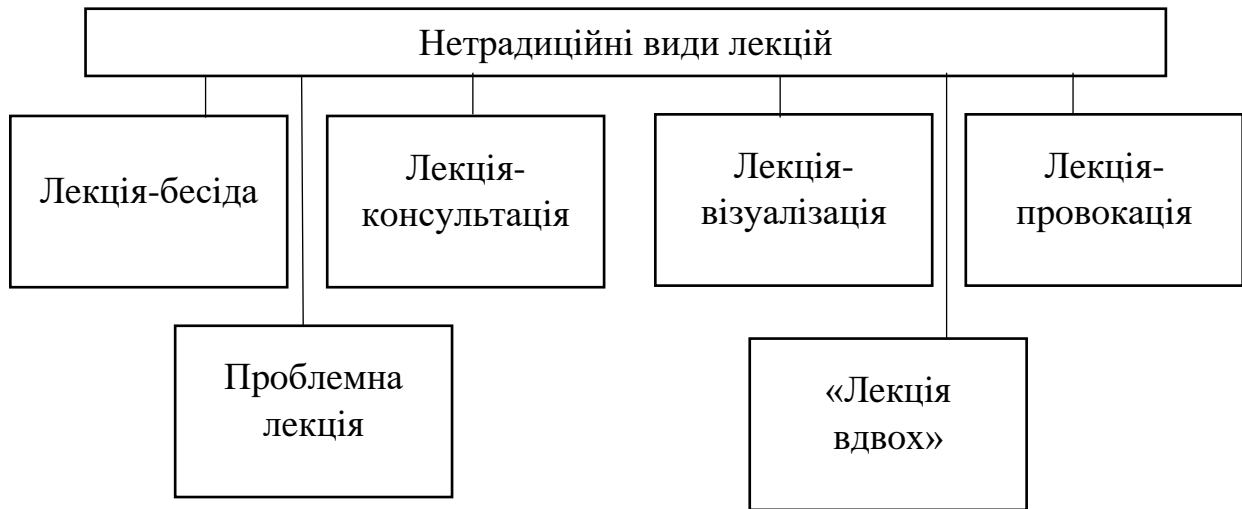 Нетрадиційні види лекцій
Лекція-бесіда
Лекція-
консультація
Лекція-
візуалізація
Лекція-
провокація
Проблемна
лекція
«Лекція
вдвох»